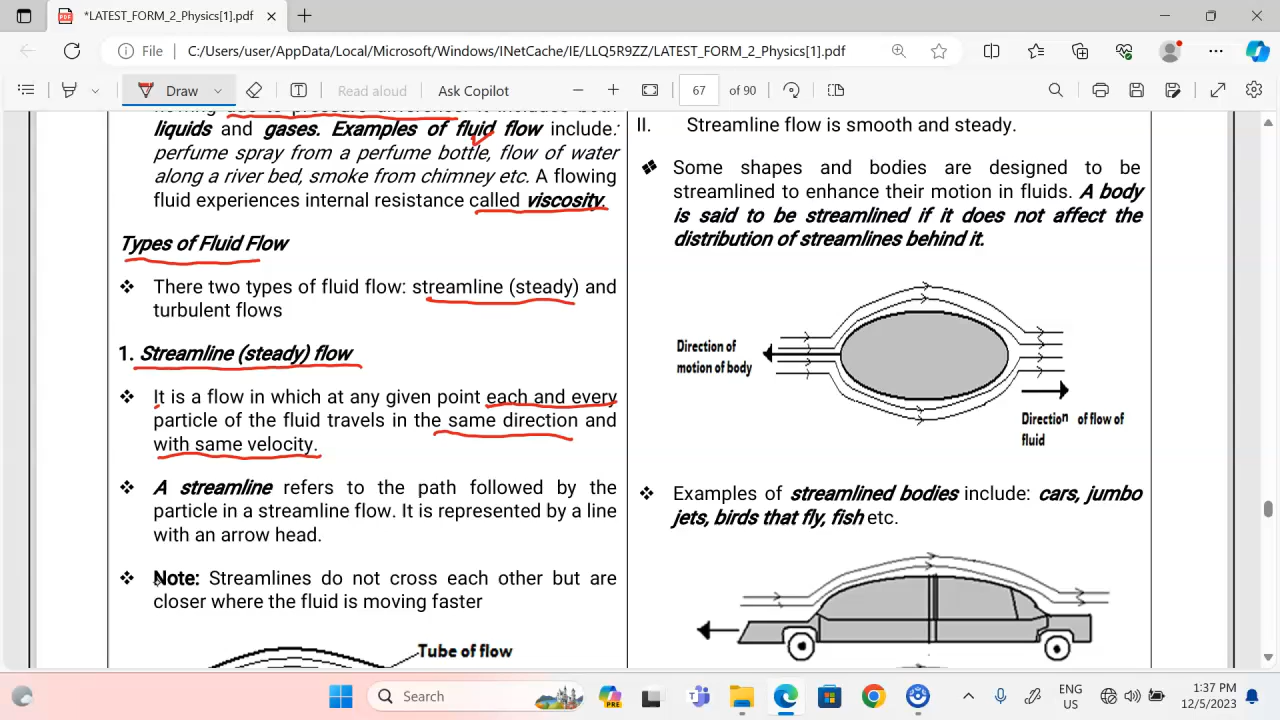 *LATEST_FORM_2_Physics[1].pdf
File
C:/Users/user/AppData/Local/Microsoft/Windows/INetCache/IE/LLQ5R9ZZ/LATEST_FORM_2_Physics[1].pdf
Draw
Read aloud
Ask Copilot
67
of 90
liquids and gases. Examples of fluid flow include:
perfume spray from a perfume bottle, flow of water
along a river bed, smoke from chimney etc. A flowing
fluid experiences internal resistance called viscosity.
Types of Fluid Flow
❖ There two types of fluid flow: streamline (steady) and
turbulent flows
1. Streamline (steady) flow
❖ It is a flow in which at any given point each and every
particle of the fluid travels in the same direction and
with same velocity.
❖ A streamline refers to the path followed by the
particle in a streamline flow. It is represented by a line
with an arrow head.
❖ Note: Streamlines do not cross each other but are
closer where the fluid is moving faster
Tube of flow
II. Streamline flow is smooth and steady.
❖ Some shapes and bodies are designed to be
streamlined to enhance their motion in fluids. A body
is said to be streamlined if it does not affect the
distribution of streamlines behind it.
Direction of
motion of body
Direction of flow of
fluid
❖ Examples of streamlined bodies include: cars, jumbo
jets, birds that fly, fish etc.
Search
PRE
ENG
US
1:37 PM
12/5/2023